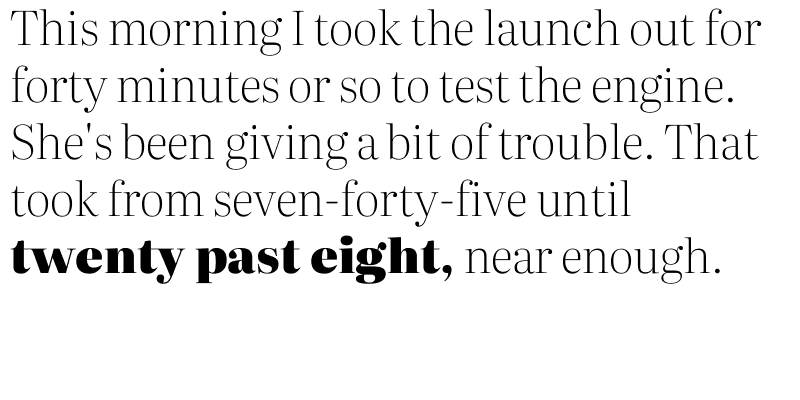 This morning I took the launch out for
forty minutes or so to test the engine.
She's been giving a bit of trouble. That
took from seven-forty-five until
twenty past eight, near enough.